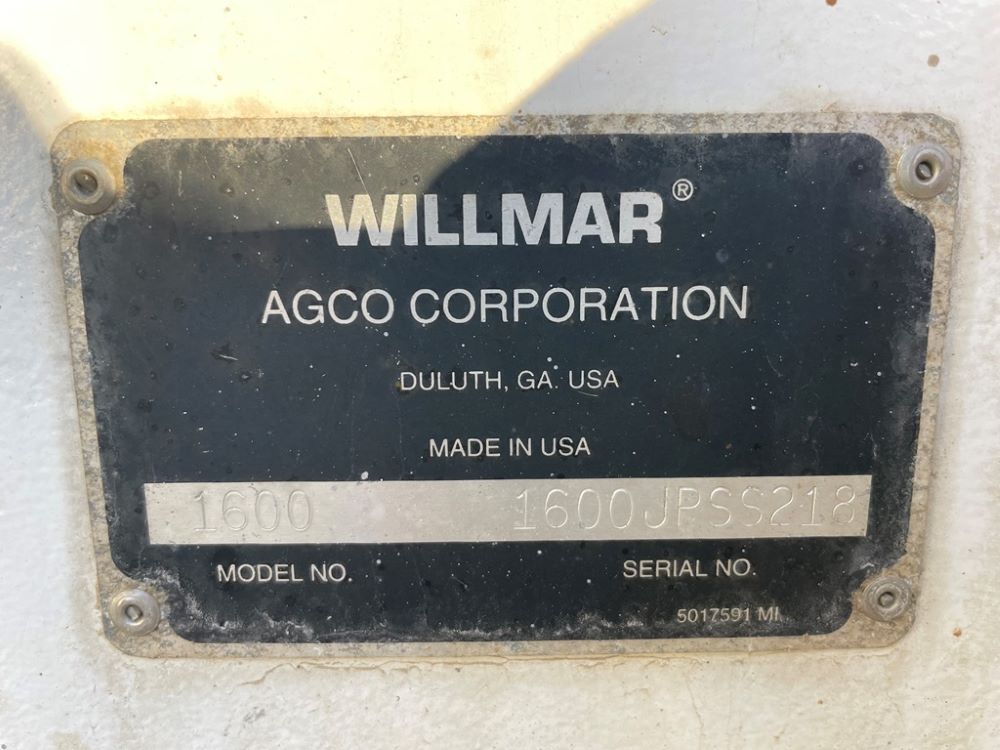 WILLMAR®
AGCO CORPORATION
DULUTH, GA. USA
MADE IN USA
1600 1600JPSS218
MODEL NO. SERIAL NO.
5017591 MI